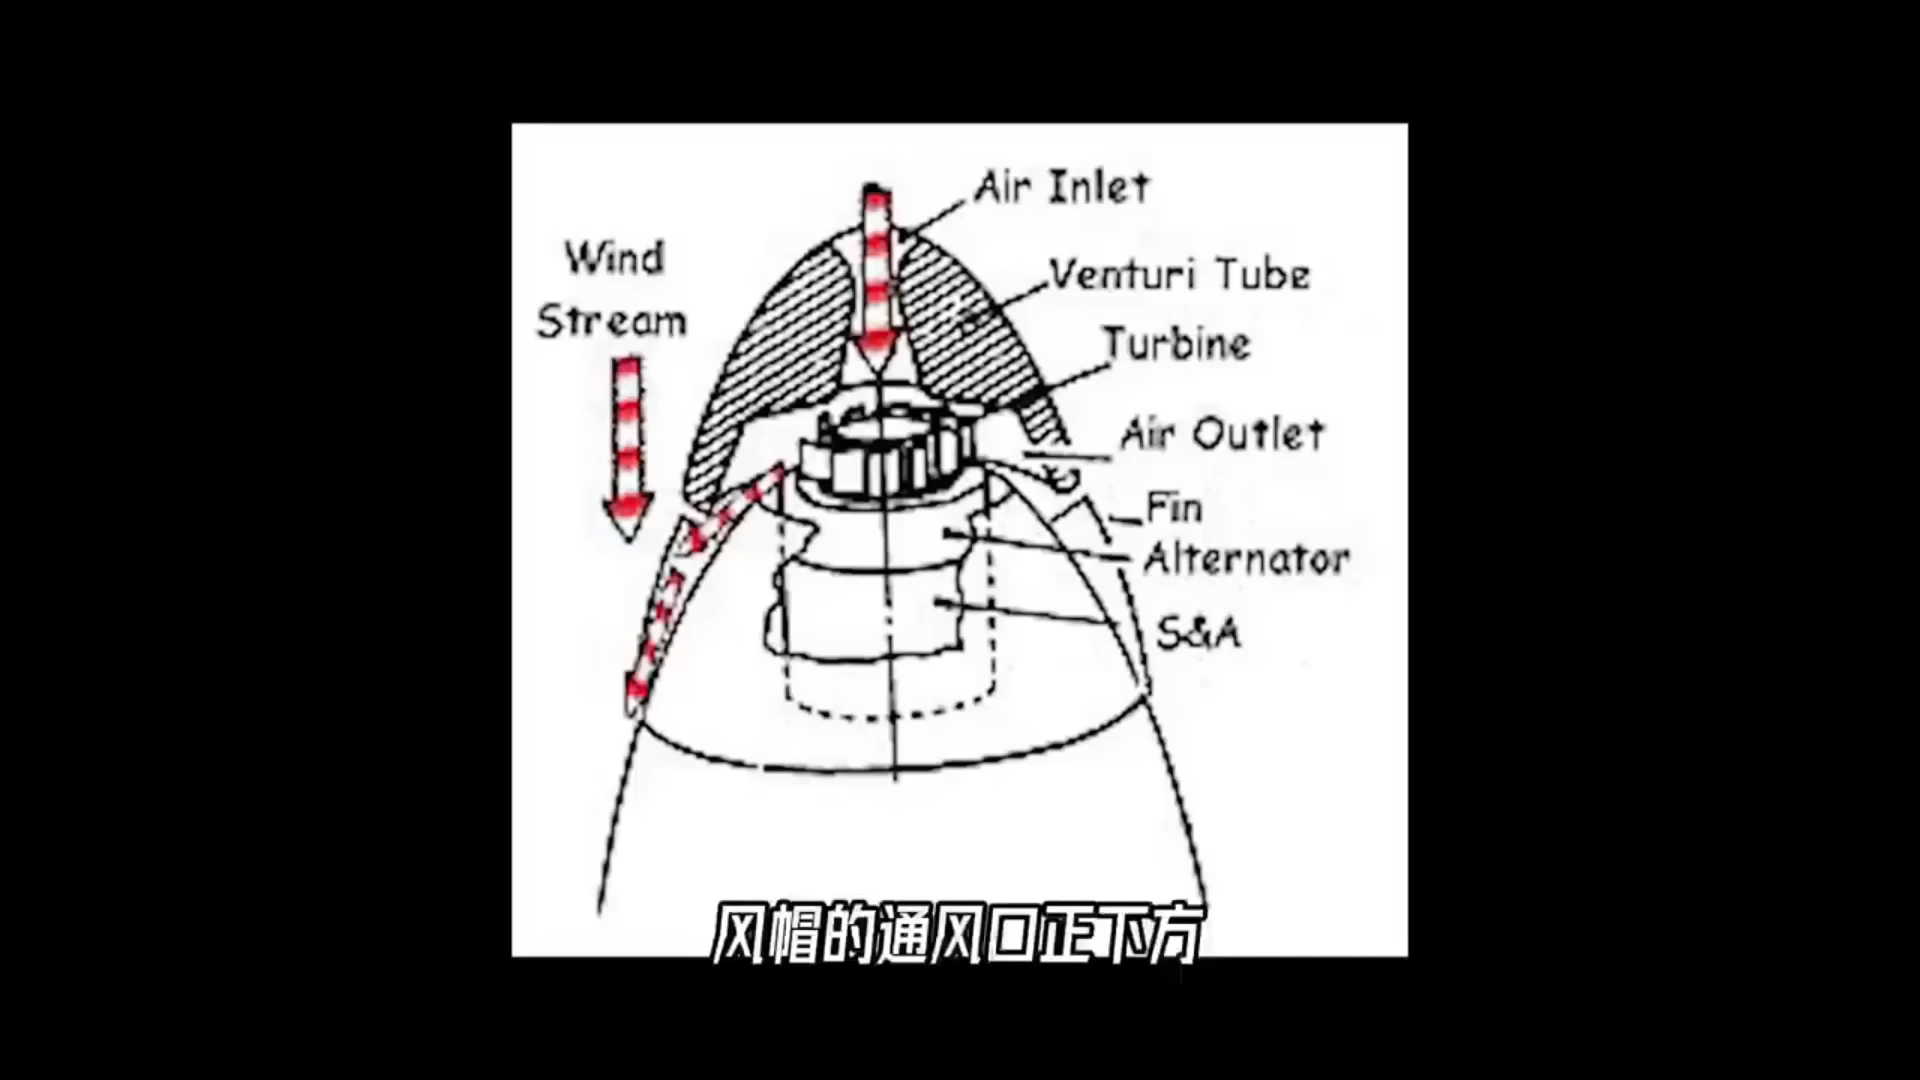 Air Inlet
Wind
Stream
Venturi Tube
Turbine
Air Outlet
Fin
Alternator
S&A
风帽的通风口正下方